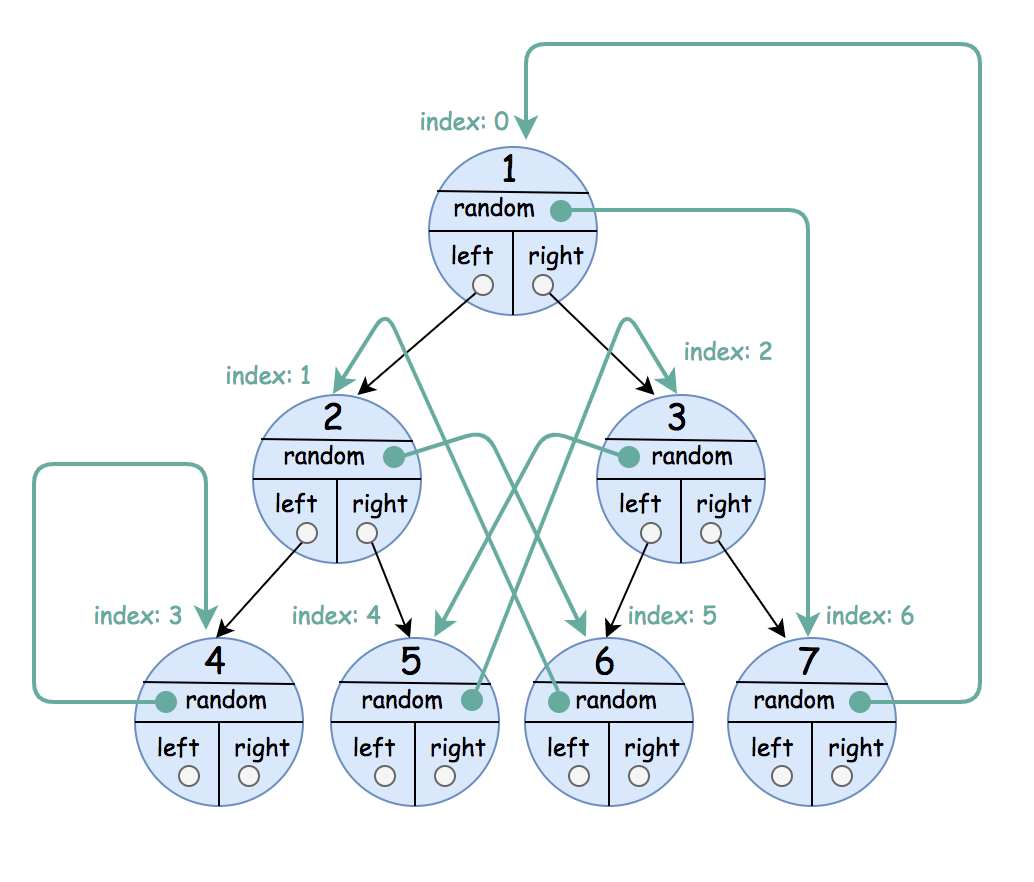 index: 0
1
random
left right
index: 1
2
random
left right
index: 2
3
random
left right
index: 3
4
random
left right
index: 4
5
random
left right
index: 5
6
random
left right
index: 6
7
random
left right